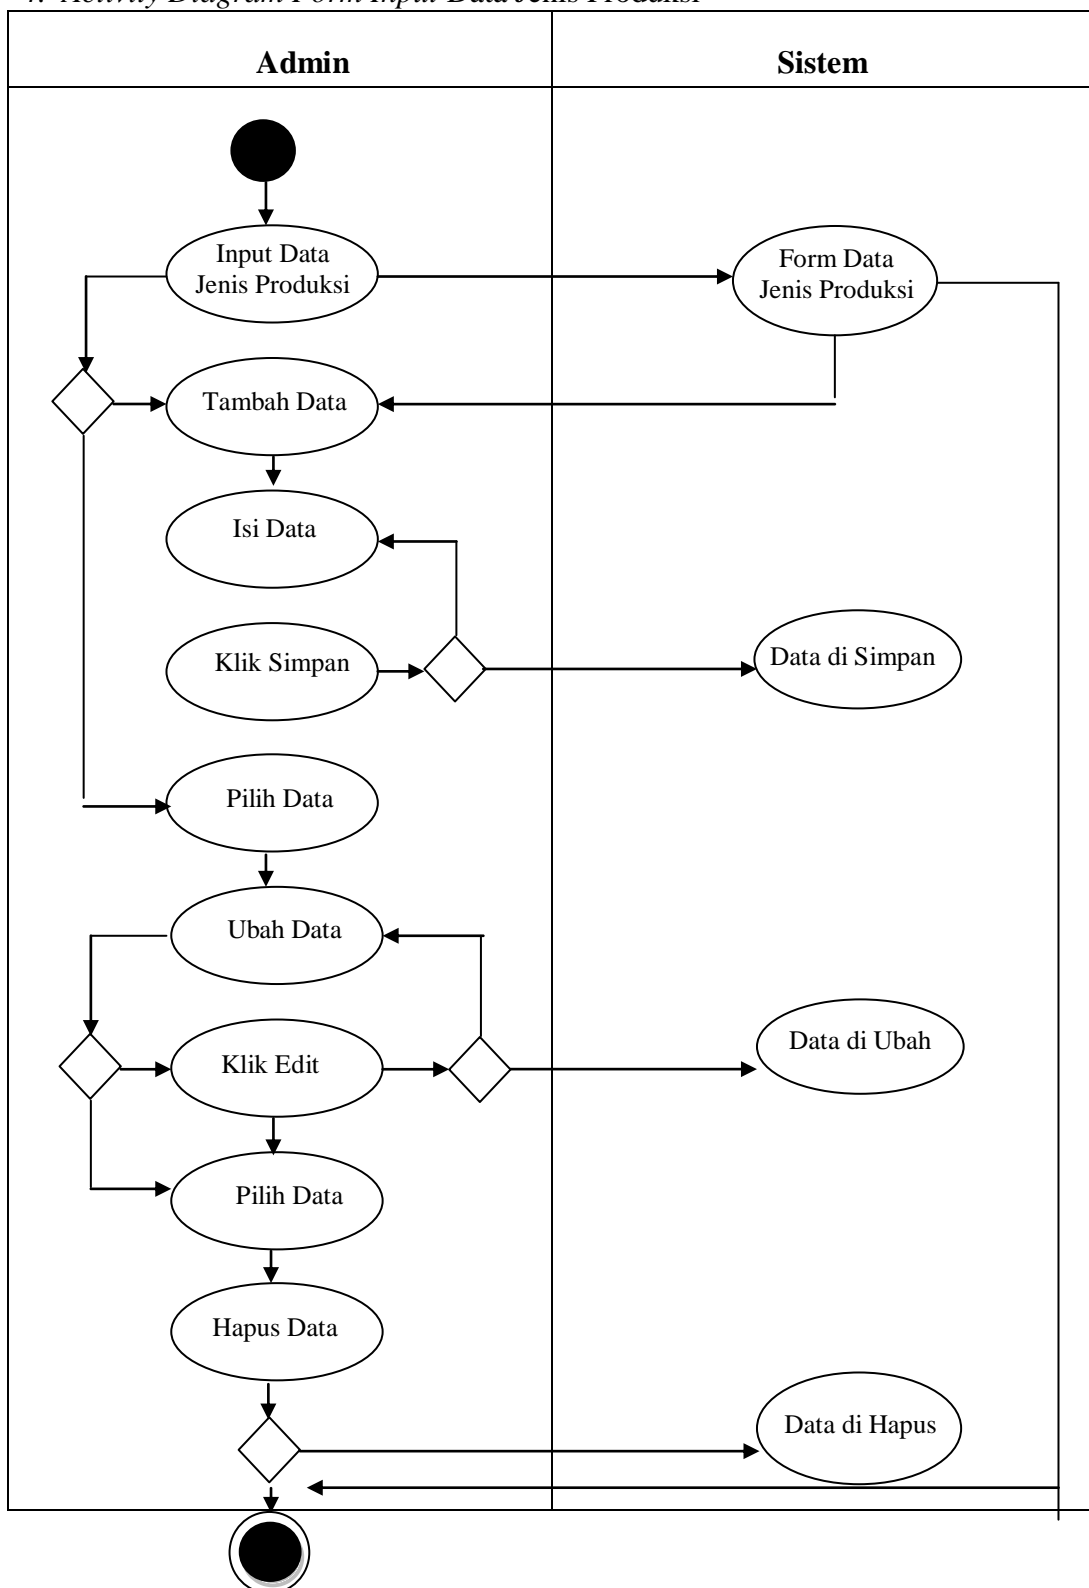 4. Activity Diagram Form Input Data Jenis Produksi
Admin
Sistem
Input Data
Jenis Produksi
Form Data
Jenis Produksi
Tambah Data
Isi Data
Klik Simpan
Data di Simpan
Pilih Data
Ubah Data
Klik Edit
Data di Ubah
Pilih Data
Hapus Data
Data di Hapus